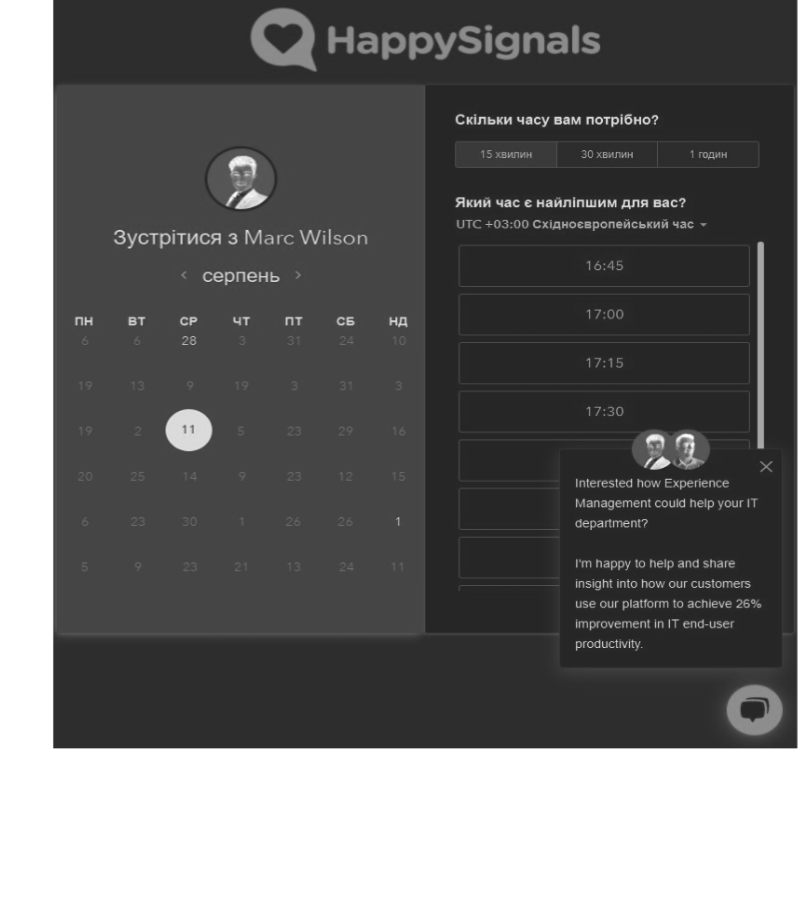 HappySignals
Зустрітися з Marc Wilson
‹ серпень ›
ПН ВТ СР ЧТ ПТ СБ НД
6 6 28 3 31 24 10
19 13 9 19 3 31 3
19 2 11 5 23 29 16
20 25 14 9 23 12 15
6 23 30 1 26 26 1
5 9 23 21 13 24 11
Скільки часу вам потрібно?
15 хвилин 30 хвилин 1 годин
Який час є найліпшим для вас?
UTC +03:00 Східноєвропейський час
16:45
17:00
17:15
17:30
Interested how Experience
Management could help your IT
department?
I'm happy to help and share
insight into how our customers
use our platform to achieve 26%
improvement in IT end-user
productivity.